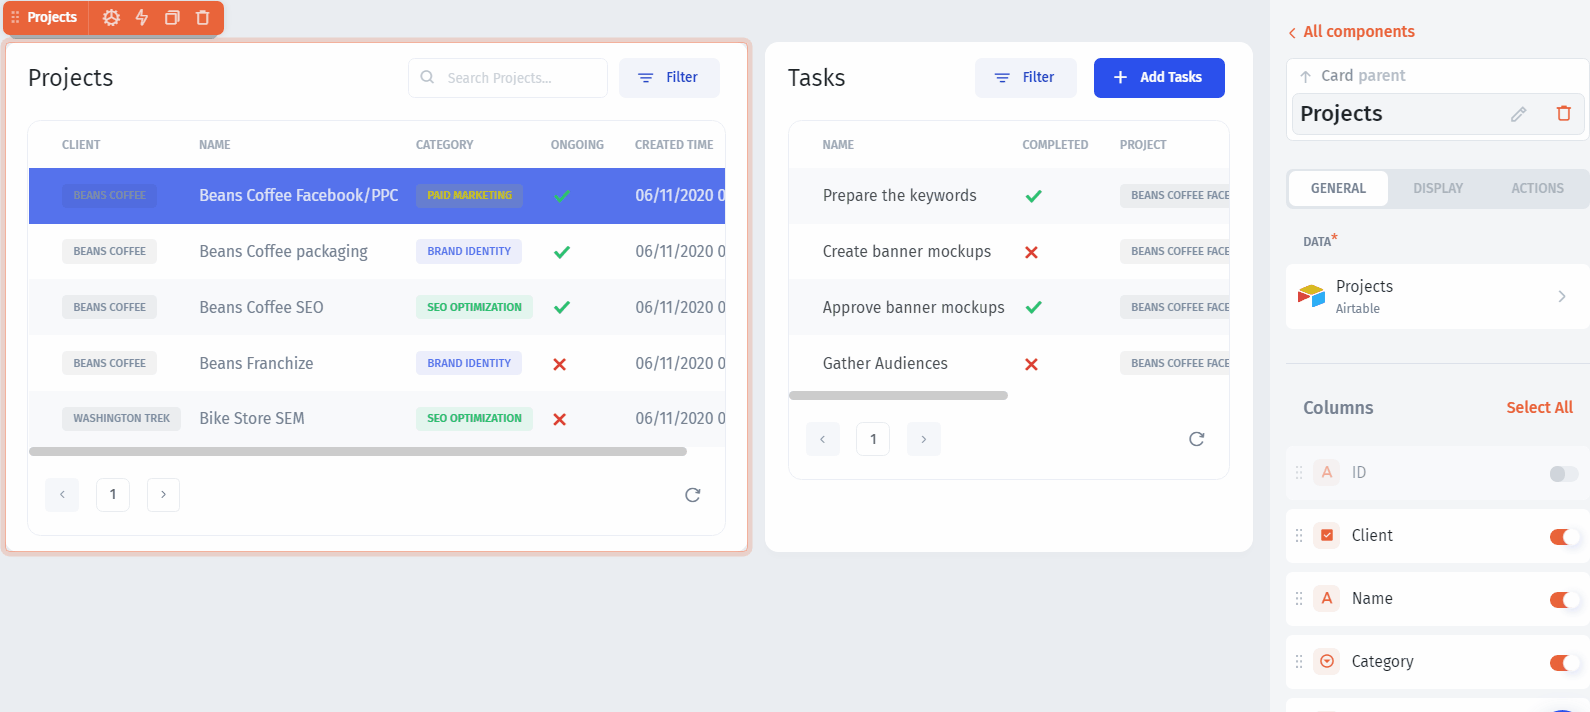 Projects
Projects
Search Projects...
Filter
CLIENT NAME CATEGORY ONGOING CREATED TIME
BEANS COFFEE Beans Coffee Facebook/PPC PAID MARKETING 06/11/2020 0
BEANS COFFEE Beans Coffee packaging BRAND IDENTITY 06/11/2020 0
BEANS COFFEE Beans Coffee SEO SEO OPTIMIZATION 06/11/2020 0
BEANS COFFEE Beans Franchize BRAND IDENTITY 06/11/2020 0
WASHINGTON TREK Bike Store SEM SEO OPTIMIZATION 06/11/2020 0
1
Tasks
Filter
Add Tasks
NAME COMPLETED PROJECT
Prepare the keywords BEANS COFFEE FACE
Create banner mockups BEANS COFFEE FACE
Approve banner mockups BEANS COFFEE FACE
Gather Audiences BEANS COFFEE FACE
1
All components
Card parent
Projects
GENERAL DISPLAY ACTIONS
DATA*
Projects
Airtable
Columns Select All
A ID
Client
A Name
Category